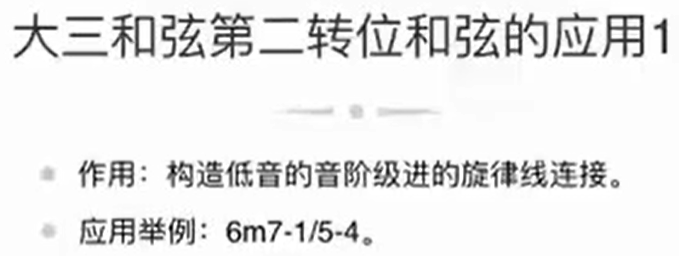 大三和弦第二转位和弦的应用1
作用：构造低音的音阶级进的旋律线连接。
应用举例：6m7-1/5-4。